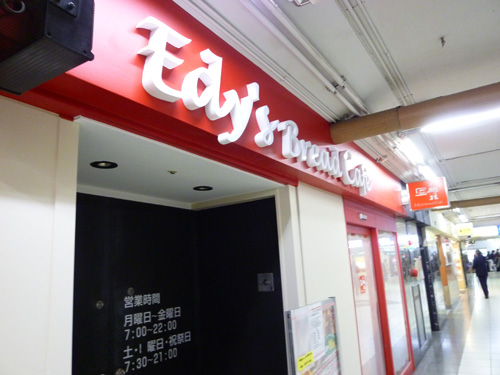 Edy's Bread Cafe
営業時間
月曜日~金曜日
7:00-22:00
土・日曜日・祝祭日
7:30-21:00